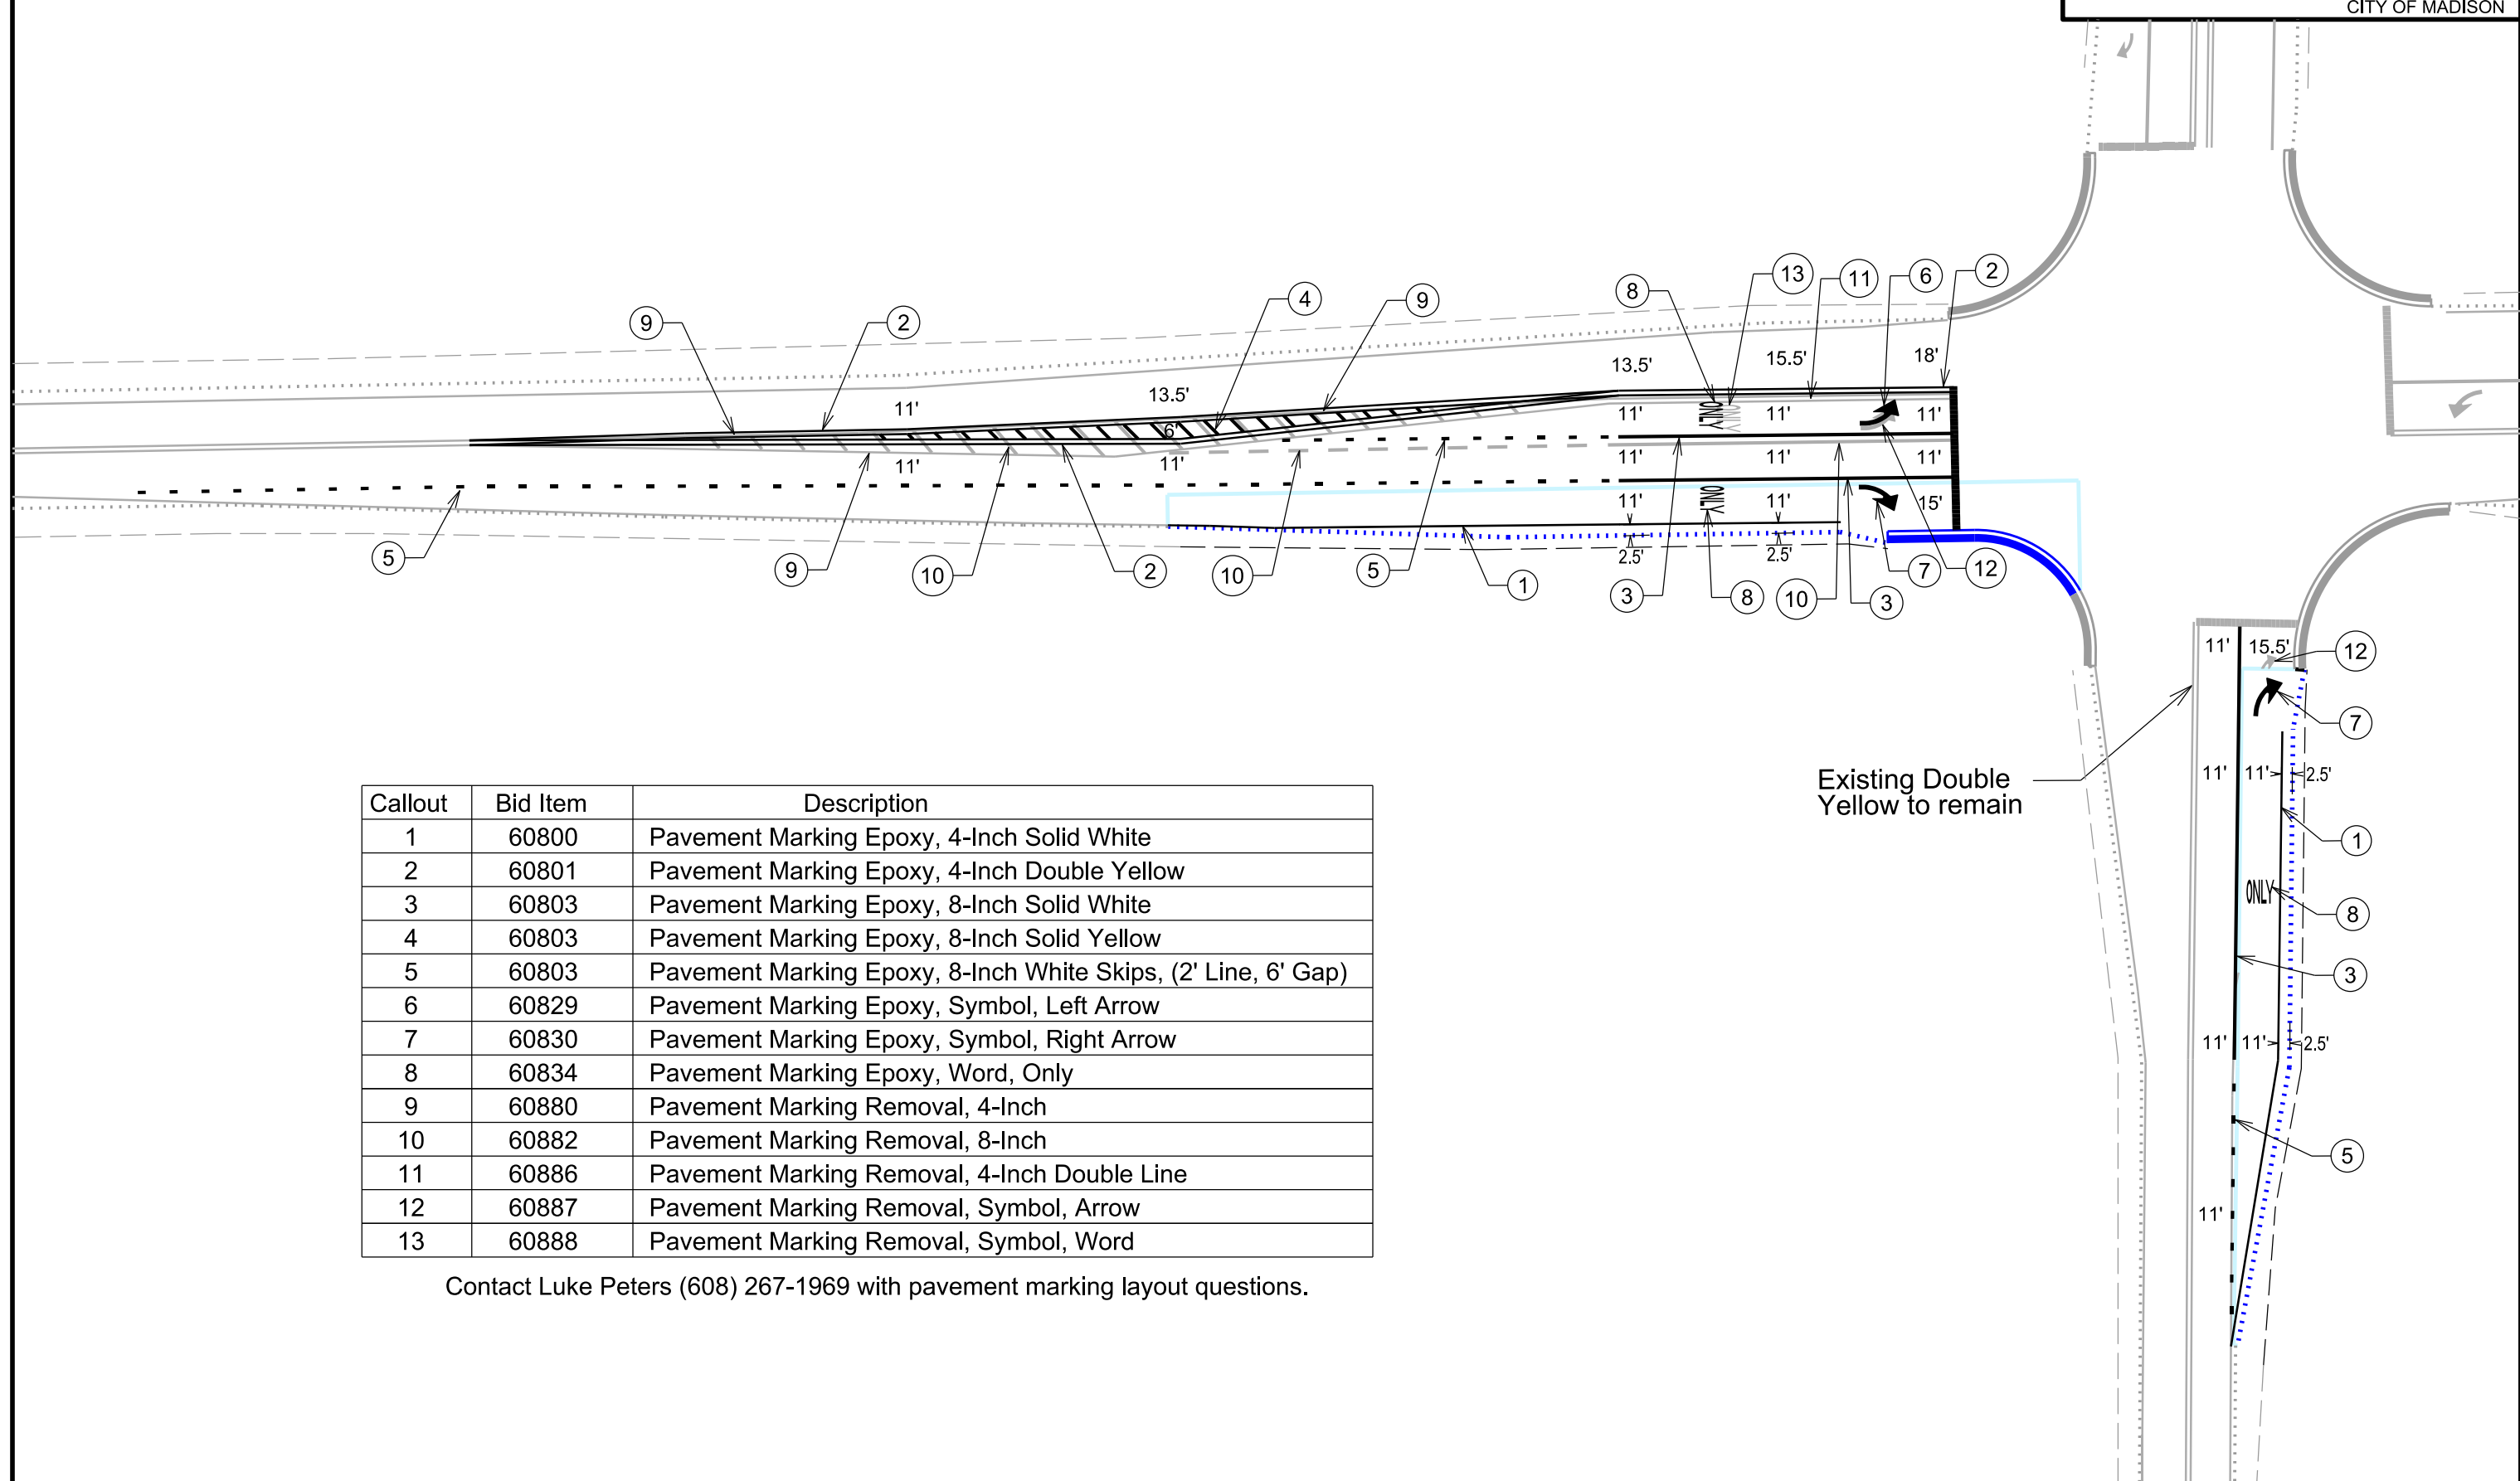 CITY OF MADISON
9
2
4
9
8
13
11
6
2
11'
13.5'
13.5'
15.5'
18'
6'
11'
ONLY
11'
11'
11'
11'
11'
11'
11'
11'
ONLY
11'
15'
2.5'
2.5'
5
9
10
2
10
5
1
3
8
10
3
7
12
11'
15.5'
12
7
Existing Double
Yellow to remain
11'
11'
2.5'
1
ONLY
8
3
11'
11'
2.5'
5
11'
Callout Bid Item Description
1 60800 Pavement Marking Epoxy, 4-Inch Solid White
2 60801 Pavement Marking Epoxy, 4-Inch Double Yellow
3 60803 Pavement Marking Epoxy, 8-Inch Solid White
4 60803 Pavement Marking Epoxy, 8-Inch Solid Yellow
5 60803 Pavement Marking Epoxy, 8-Inch White Skips, (2' Line, 6' Gap)
6 60829 Pavement Marking Epoxy, Symbol, Left Arrow
7 60830 Pavement Marking Epoxy, Symbol, Right Arrow
8 60834 Pavement Marking Epoxy, Word, Only
9 60880 Pavement Marking Removal, 4-Inch
10 60882 Pavement Marking Removal, 8-Inch
11 60886 Pavement Marking Removal, 4-Inch Double Line
12 60887 Pavement Marking Removal, Symbol, Arrow
13 60888 Pavement Marking Removal, Symbol, Word
Contact Luke Peters (608) 267-1969 with pavement marking layout questions.